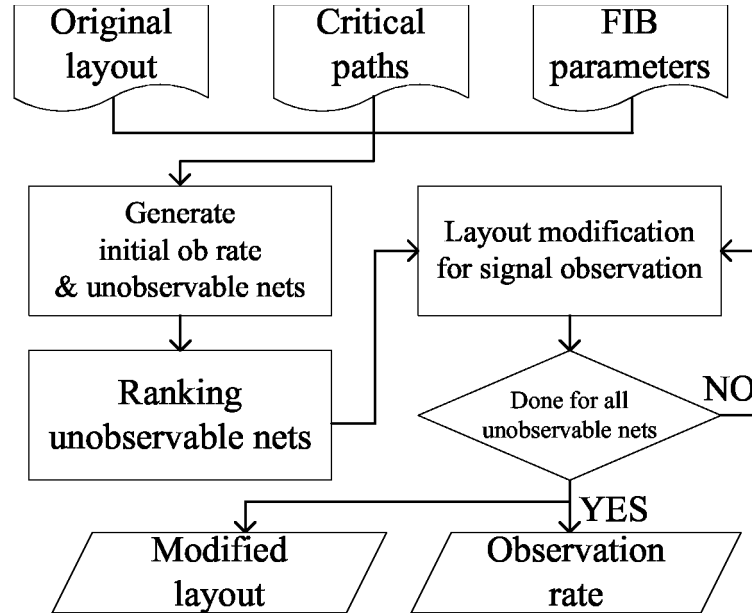 Original
layout
Critical
paths
FIB
parameters
Generate
initial ob rate
& unobservable nets
Layout modification
for signal observation
Ranking
unobservable nets
Done for all
unobservable nets
NO
YES
Modified
layout
Observation
rate